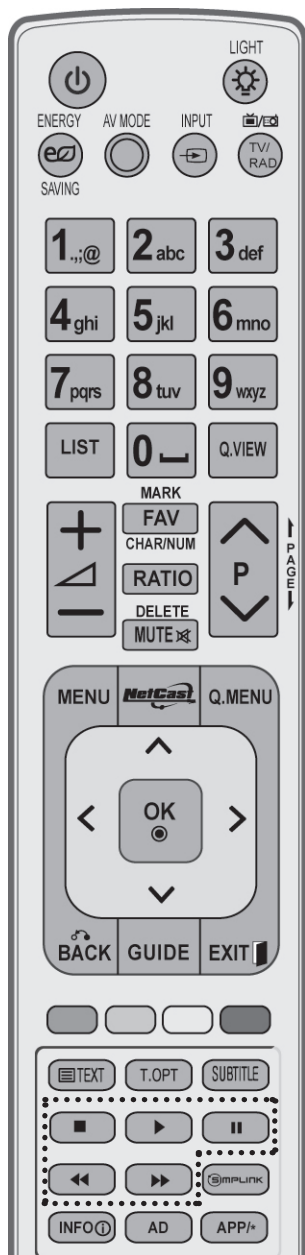 LIGHT
ENERGY AV MODE INPUT
TV/
RAD
SAVING
1.,;@ 2abc 3def
4ghi 5jkl 6mno
7pqrs 8tuv 9wxyz
LIST 0 Q.VIEW
MARK
FAV
CHAR/NUM
P
PAGE
RATIO
DELETE
MUTE
MENU NetCast Q.MENU
OK
BACK GUIDE EXIT
TEXT T.OPT SUBTITLE
SIMPLINK
INFO AD APP/*